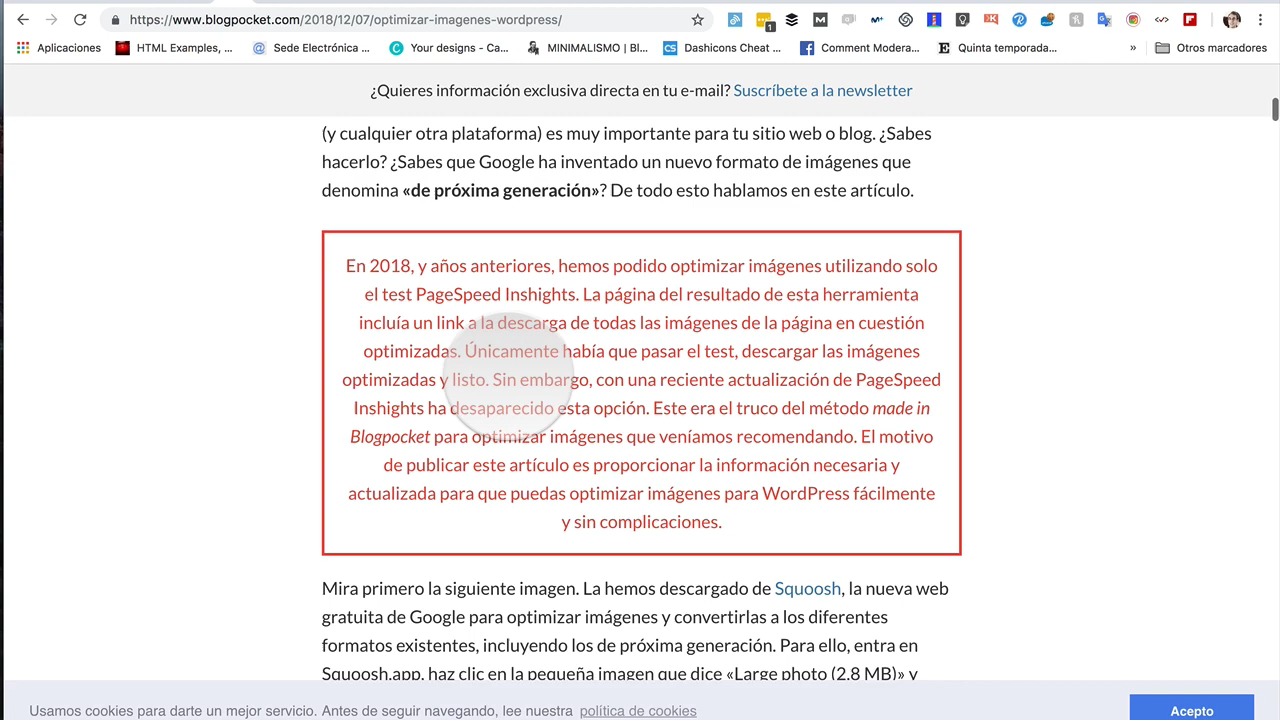 https://www.blogpocket.com/2018/12/07/optimizar-imagenes-wordpress/
1
Aplicaciones HTML Examples, ... Sede Electrónica ... Your designs - Ca... MINIMALISMO | Bl... CS Dashicons Cheat ... Comment Modera... E Quinta temporada... » Otros marcadores
¿Quieres información exclusiva directa en tu e-mail? Suscríbete a la newsletter
(y cualquier otra plataforma) es muy importante para tu sitio web o blog. ¿Sabes
hacerlo? ¿Sabes que Google ha inventado un nuevo formato de imágenes que
denomina «de próxima generación»? De todo esto hablamos en este artículo.
En 2018, y años anteriores, hemos podido optimizar imágenes utilizando solo
el test PageSpeed Inshights. La página del resultado de esta herramienta
incluía un link a la descarga de todas las imágenes de la página en cuestión
optimizadas. Únicamente había que pasar el test, descargar las imágenes
optimizadas y listo. Sin embargo, con una reciente actualización de PageSpeed
Inshights ha desaparecido esta opción. Este era el truco del método made in
Blogpocket para optimizar imágenes que veníamos recomendando. El motivo
de publicar este artículo es proporcionar la información necesaria y
actualizada para que puedas optimizar imágenes para WordPress fácilmente
y sin complicaciones.
Mira primero la siguiente imagen. La hemos descargado de Squoosh, la nueva web
gratuita de Google para optimizar imágenes y convertirlas a los diferentes
formatos existentes, incluyendo los de próxima generación. Para ello, entra en
Squoosh.app, haz clic en la pequeña imagen que dice «Large photo (2.8 MB)» y
Usamos cookies para darte un mejor servicio. Antes de seguir navegando, lee nuestra política de cookies
Acepto